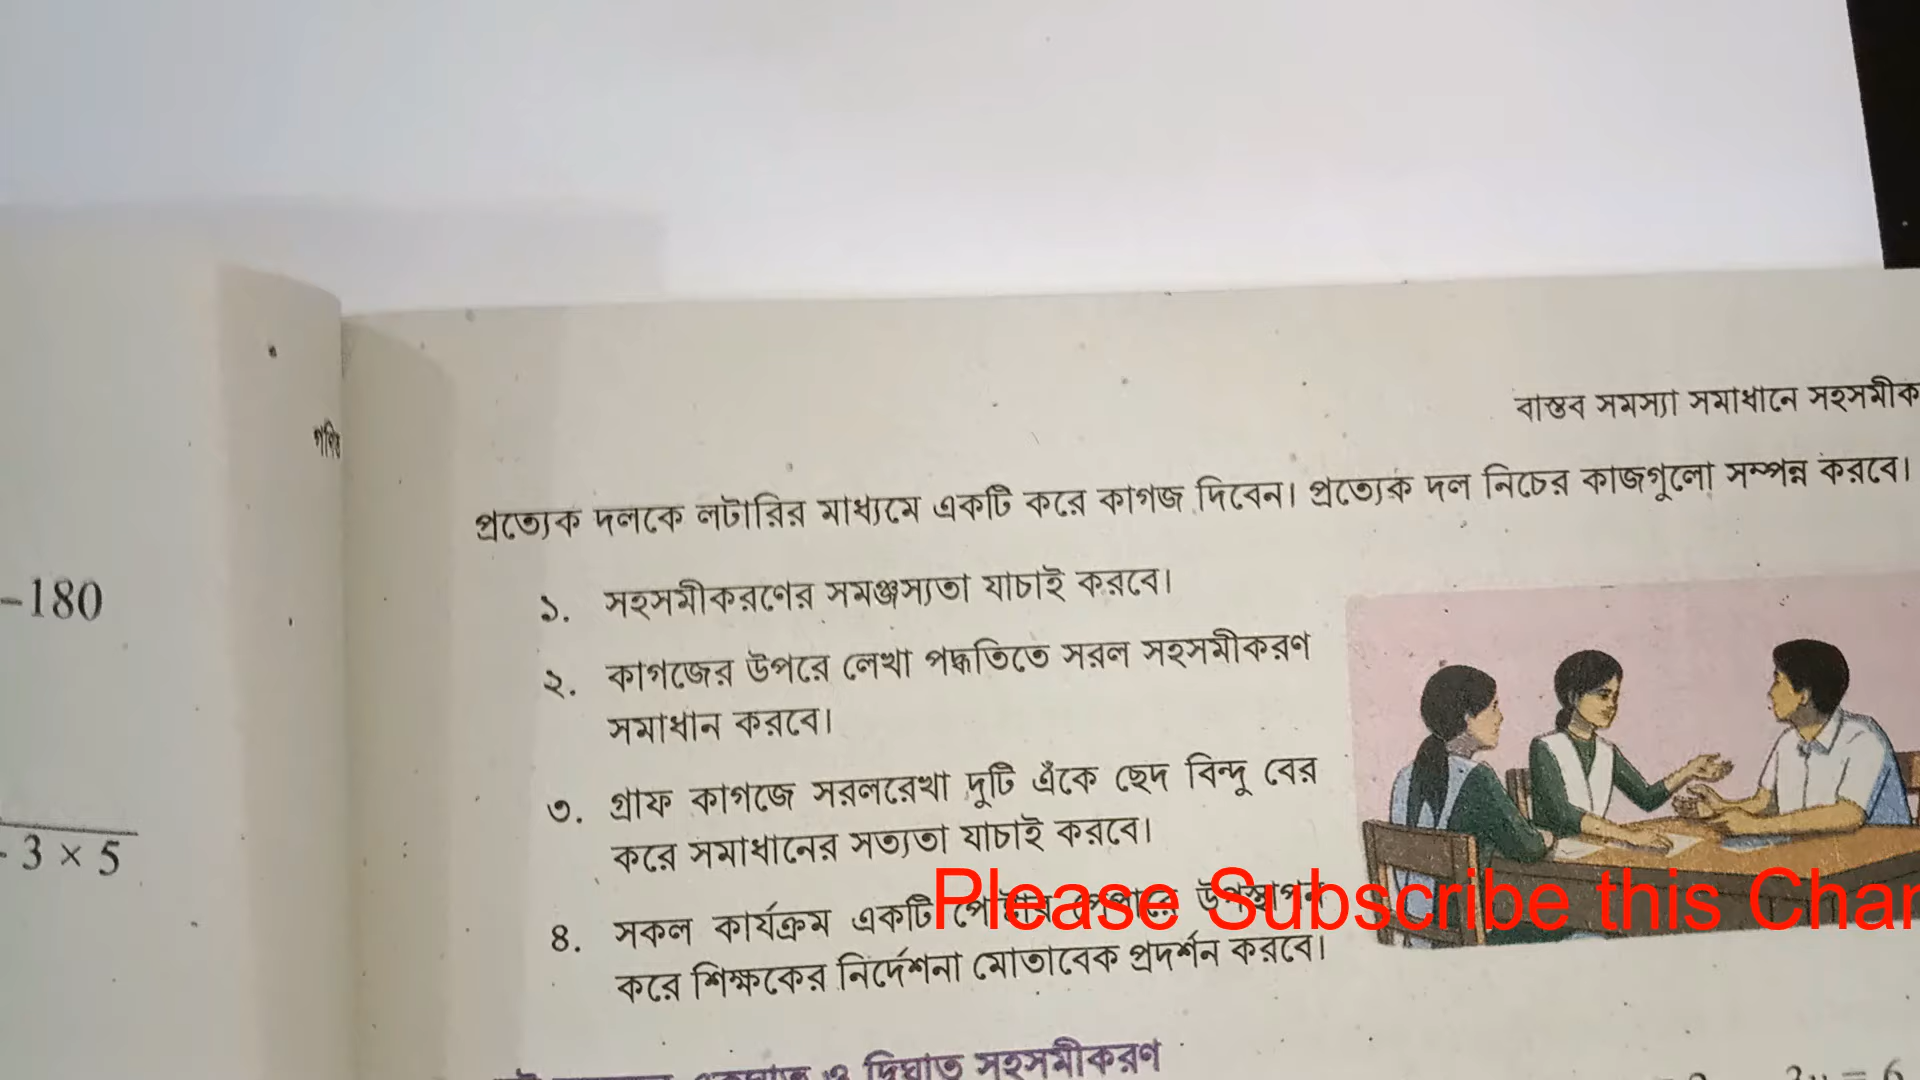 গণিত
-180
3 × 5
বাস্তব সমস্যা সমাধানে সহসমীক
প্রত্যেক দলকে লটারির মাধ্যমে একটি করে কাগজ দিবেন। প্রত্যেক দল নিচের কাজগুলো সম্পন্ন করবে।
১. সহসমীকরণের সমঞ্জস্যতা যাচাই করবে।
২. কাগজের উপরে লেখা পদ্ধতিতে সরল সহসমীকরণ
সমাধান করবে।
৩. গ্রাফ কাগজে সরলরেখা দুটি এঁকে ছেদ বিন্দু বের
করে সমাধানের সত্যতা যাচাই করবে।
৪. সকল কার্যক্রম একটি পোস্টার পেপারে উপস্থাপন
করে শিক্ষকের নির্দেশনা মোতাবেক প্রদর্শন করবে।
Please Subscribe this Chan
ও দ্বিঘাত সহসমীকরণ